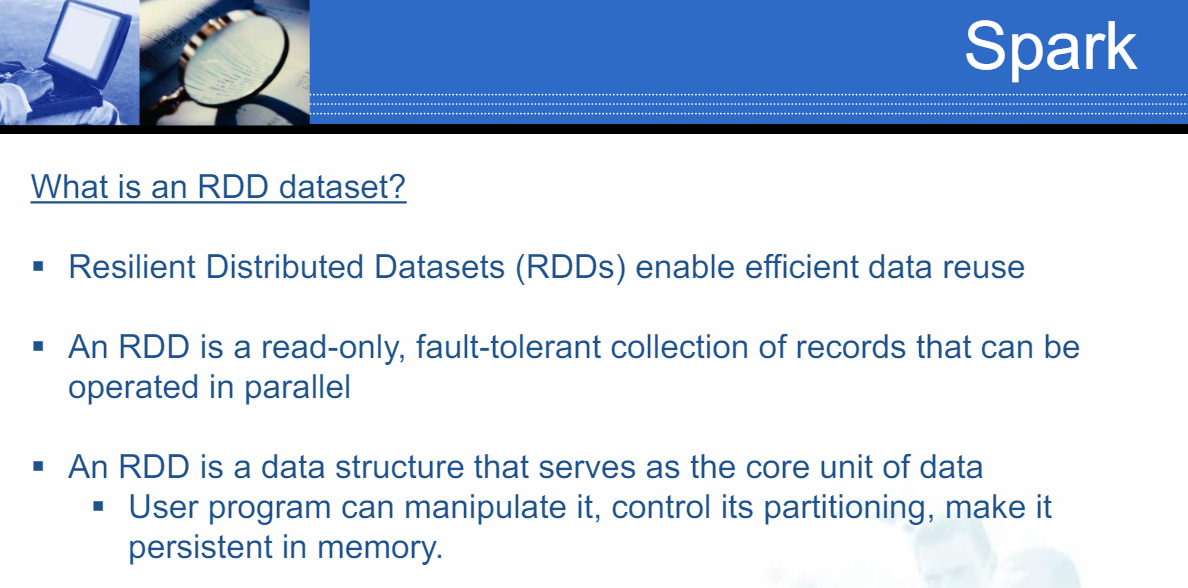 Spark
What is an RDD dataset?
▪ Resilient Distributed Datasets (RDDs) enable efficient data reuse
▪ An RDD is a read-only, fault-tolerant collection of records that can be
operated in parallel
▪ An RDD is a data structure that serves as the core unit of data
▪ User program can manipulate it, control its partitioning, make it
persistent in memory.